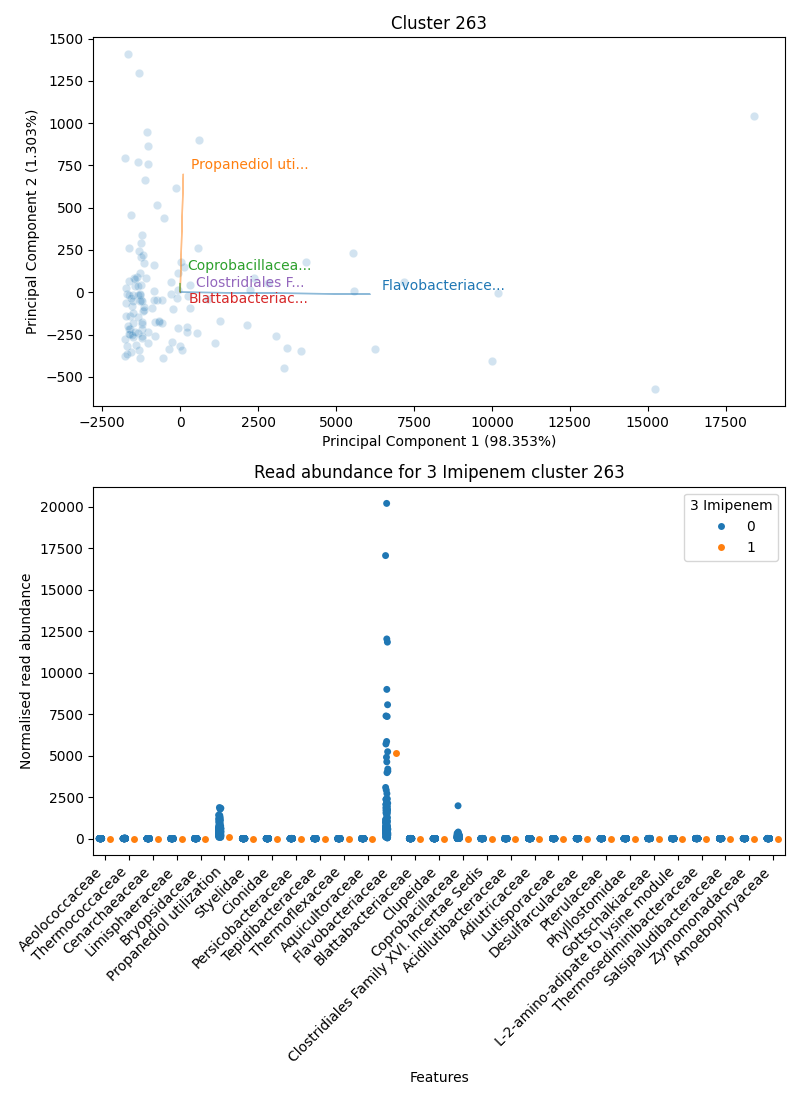 Cluster 263
Principal Component 2 (1.303%)
1500
1250
1000
750
500
250
0
−250
−500
Propanediol uti...
Coprobacillacea...
Clostridiales F...
Blattabacteriac...
Flavobacteriace...
−2500
0
2500
5000
7500
10000
12500
15000
17500
Principal Component 1 (98.353%)
Read abundance for 3 Imipenem cluster 263
Normalised read abundance
20000
17500
15000
12500
10000
7500
5000
2500
0
3 Imipenem
0
1
Aeolococcaceae
Thermococcaceae
Cenarchaeaceae
Limisphaeraceae
Bryopsidaceae
Propanediol utilization
Styelidae
Cionidae
Persicobacteraceae
Tepidibacteraceae
Thermoflexaceae
Aquicultoraceae
Flavobacteriaceae
Blattabacteriaceae
Clupeidae
Coprobacillaceae
Clostridiales Family XVI. Incertae Sedis
Acidilutibacteraceae
Adiutricaceae
Lutisporaceae
Desulfarculaceae
Pterulaceae
Phyllostomidae
Gottschalkiaceae
L-2-amino-adipate to lysine module
Thermosediminibacteraceae
Salsipaludibacteraceae
Zymomonadaceae
Amoebophryaceae
Features